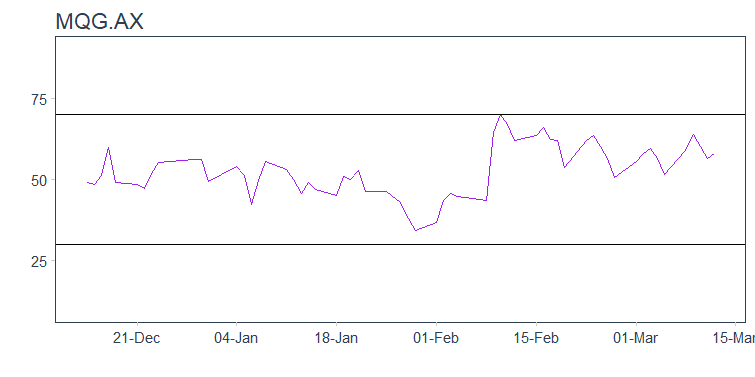 MQG.AX
75
50
25
21-Dec
04-Jan
18-Jan
01-Feb
15-Feb
01-Mar
15-Mar